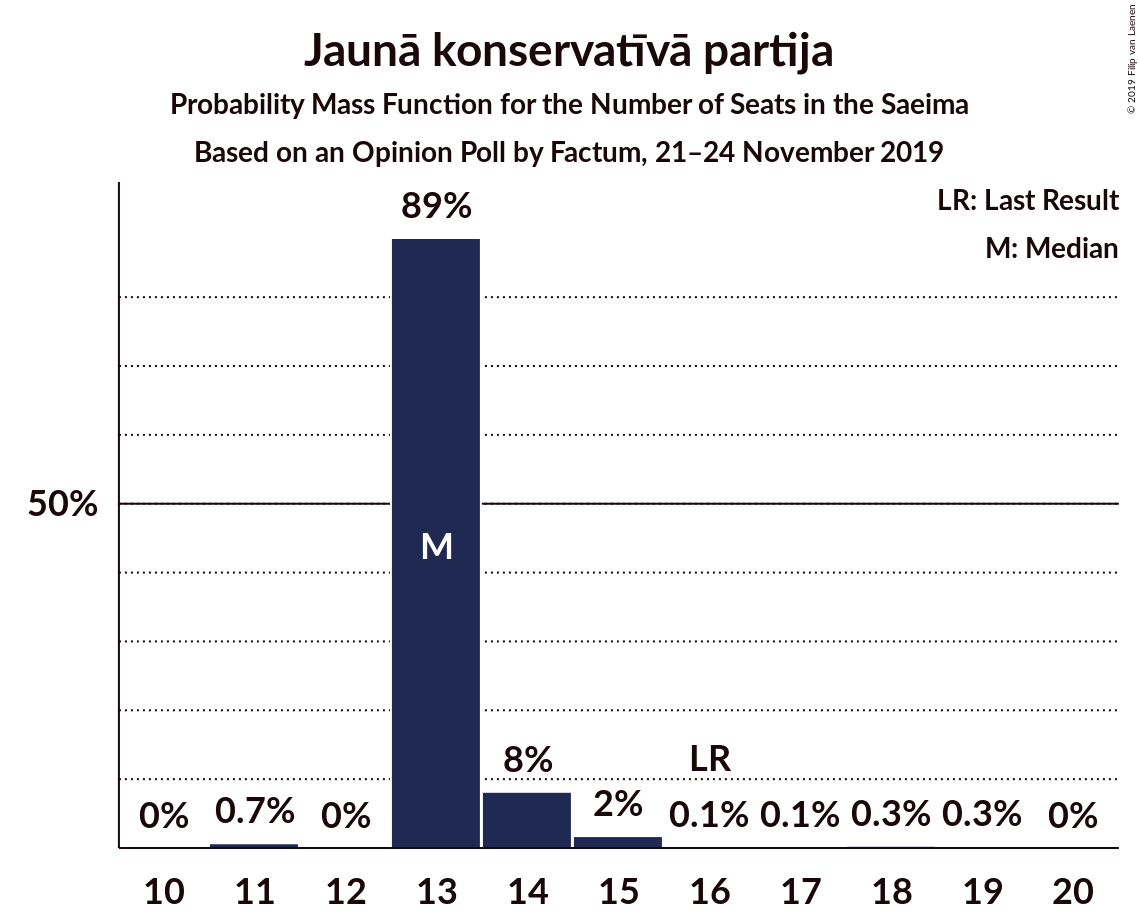 Jaunā konservatīvā partija
Probability Mass Function for the Number of Seats in the Saeima
Based on an Opinion Poll by Factum, 21–24 November 2019
© 2019 Filip van Laenen
LR: Last Result
M: Median
50%
0%
0.7%
0%
89%
M
8%
2%
LR
0.1%
0.1%
0.3%
0.3%
0%
10 11 12 13 14 15 16 17 18 19 20